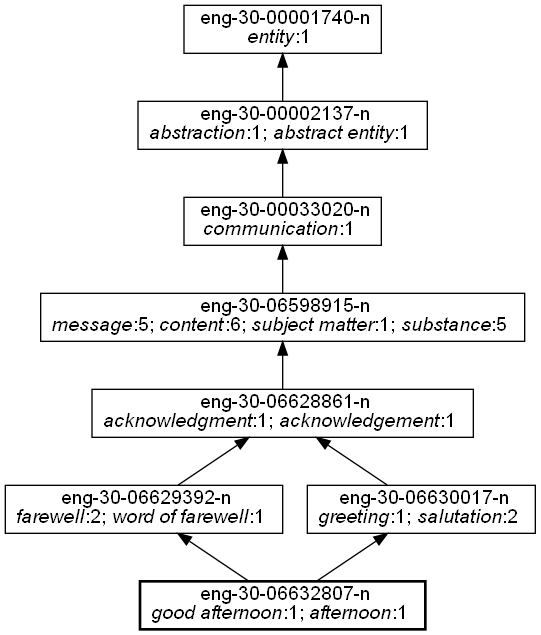 eng-30-00001740-n
entity:1
eng-30-00002137-n
abstraction:1; abstract entity:1
eng-30-00033020-n
communication:1
eng-30-06598915-n
message:5; content:6; subject matter:1; substance:5
eng-30-06628861-n
acknowledgment:1; acknowledgement:1
eng-30-06629392-n
farewell:2; word of farewell:1
eng-30-06630017-n
greeting:1; salutation:2
eng-30-06632807-n
good afternoon:1; afternoon:1